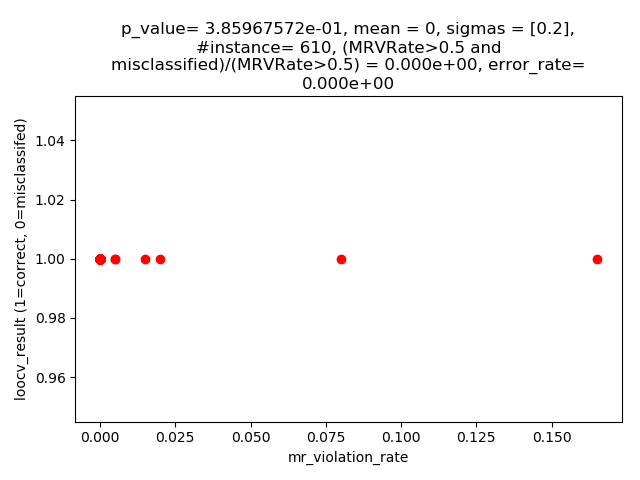 p_value= 3.85967572e-01, mean = 0, sigmas = [0.2],
#instance= 610, (MRVRate>0.5 and
misclassified)/(MRVRate>0.5) = 0.000e+00, error_rate=
0.000e+00
loocv_result (1=correct, 0=misclassifed)
1.04
1.02
1.00
0.98
0.96
0.000
0.025
0.050
0.075
0.100
0.125
0.150
mr_violation_rate